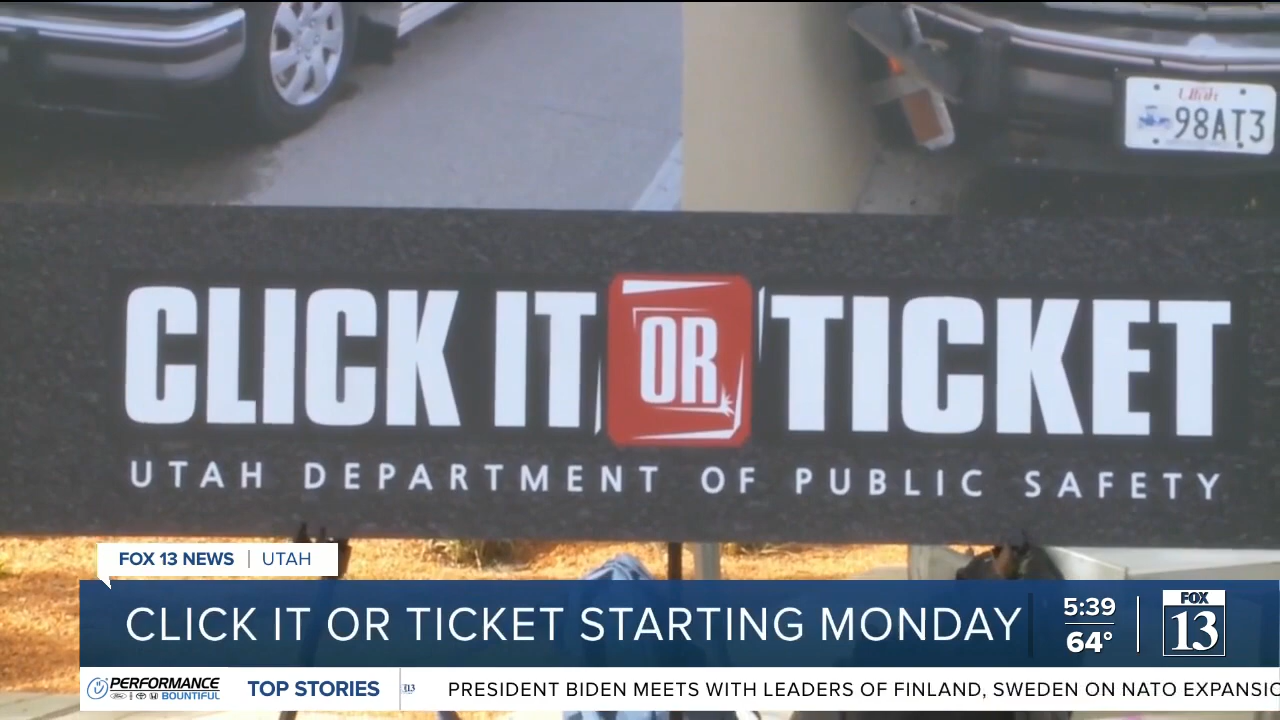 Utah
98AT3
CLICK IT OR TICKET
UTAH DEPARTMENT OF PUBLIC SAFETY
FOX 13 NEWS | UTAH
CLICK IT OR TICKET STARTING MONDAY
5:39
64°
FOX
13
PERFORMANCE
BOUNTIFUL
TOP STORIES
PRESIDENT BIDEN MEETS WITH LEADERS OF FINLAND, SWEDEN ON NATO EXPANSIO